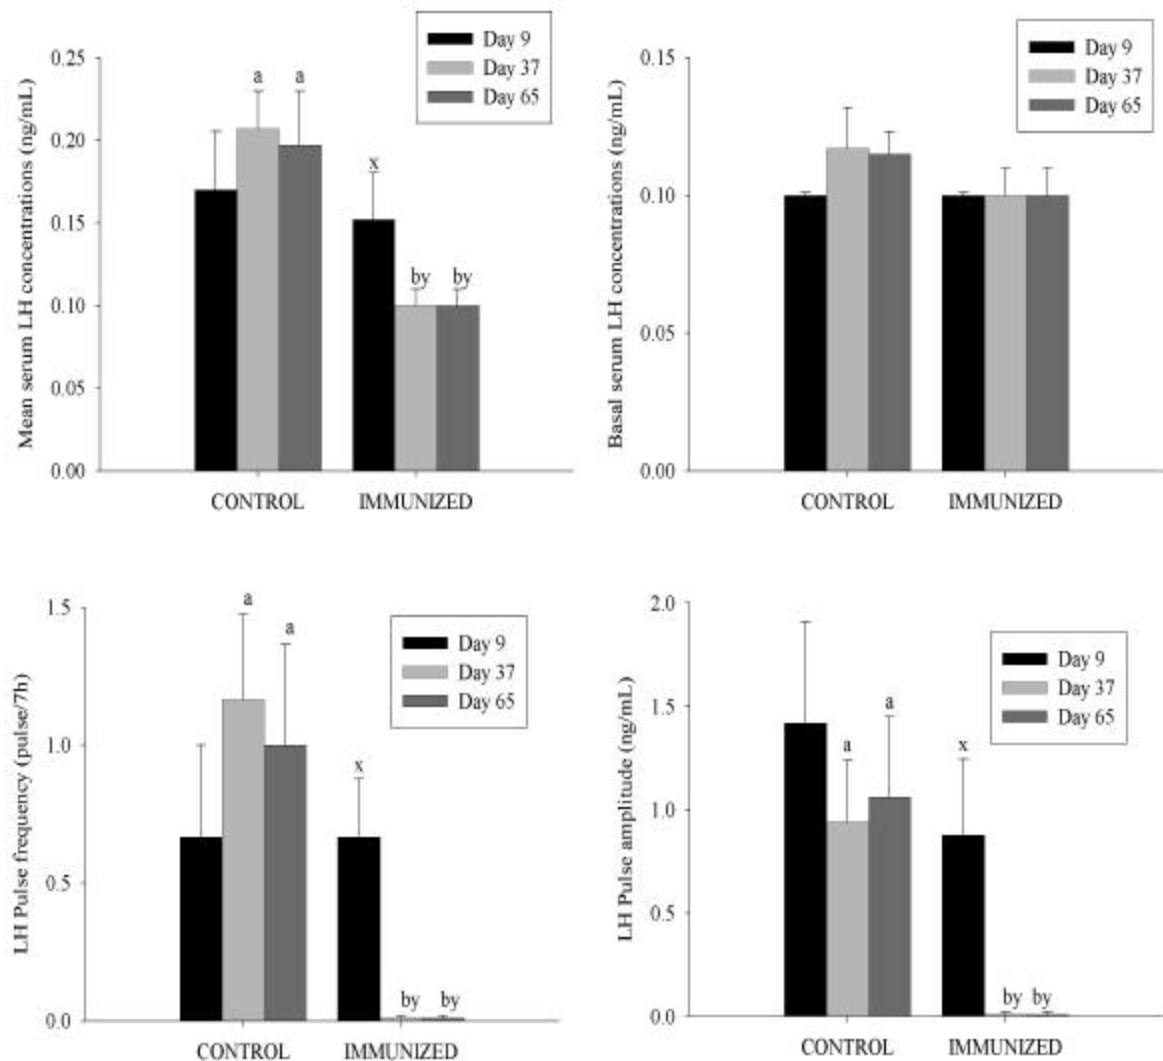 Day 9
Day 37
Day 65
Mean serum LH concentrations (ng/mL)
0.25
0.20
0.15
0.10
0.05
0.00
a a
x
by by
CONTROL IMMUNIZED
Day 9
Day 37
Day 65
Basal serum LH concentrations (ng/mL)
0.15
0.10
0.05
0.00
CONTROL IMMUNIZED
Day 9
Day 37
Day 65
LH Pulse frequency (pulse/7h)
1.5
1.0
0.5
0.0
a
a
x
by by
CONTROL IMMUNIZED
Day 9
Day 37
Day 65
LH Pulse amplitude (ng/mL)
2.0
1.5
1.0
0.5
0.0
a
a
x
by by
CONTROL IMMUNIZED